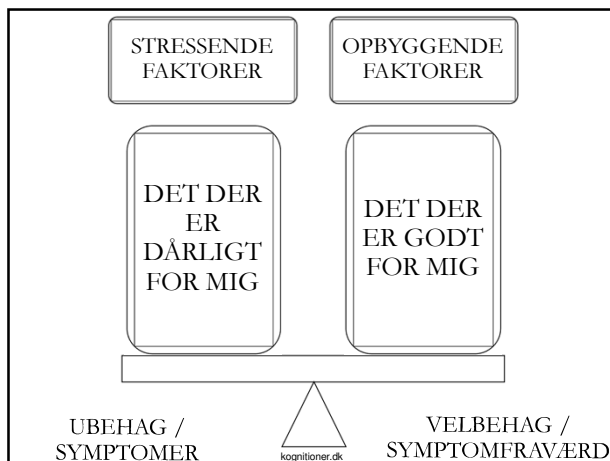 STRESSENDE
FAKTORER
OPBYGGENDE
FAKTORER
DET DER
ER
DÅRLIGT
FOR MIG
DET DER
ER GODT
FOR MIG
UBEHAG /
SYMPTOMER
VELBEHAG /
SYMPTOMFRAVÆRD
kognitioner.dk